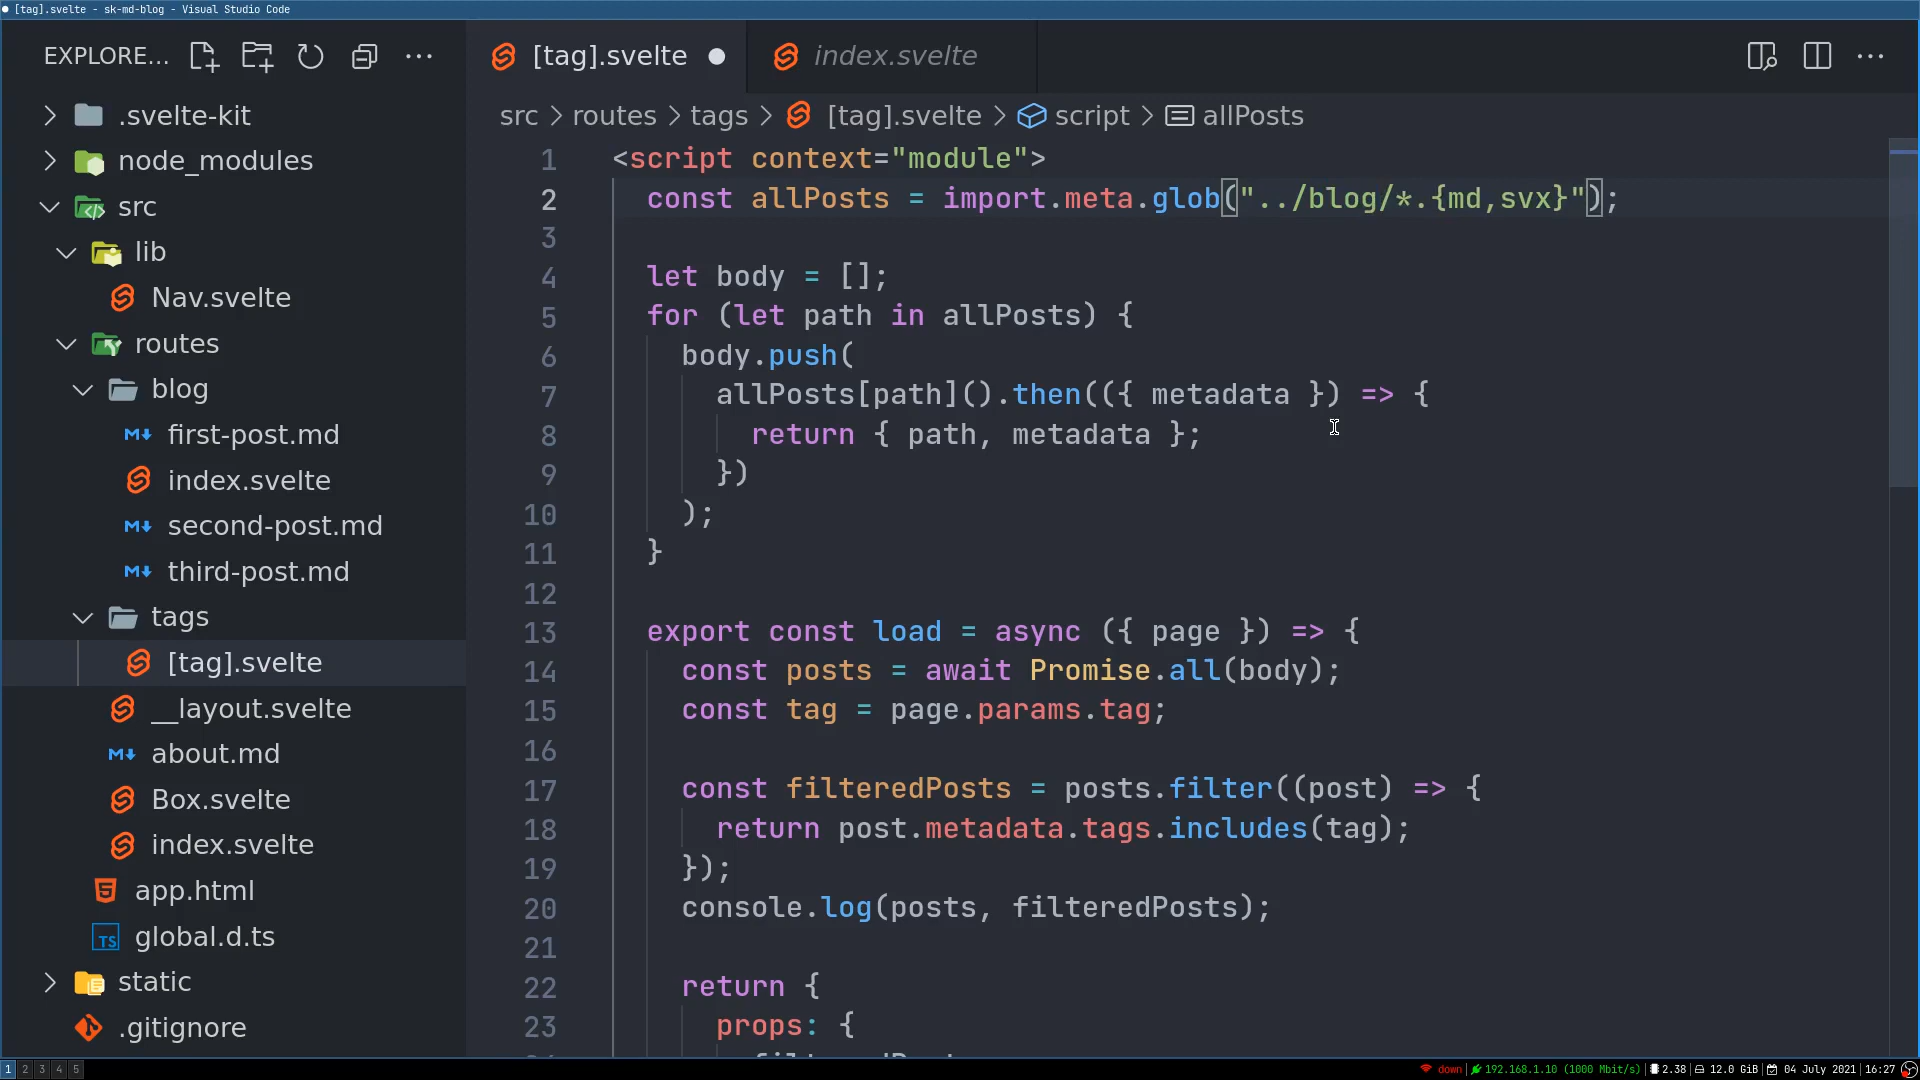 [tag].svelte - sk-md-blog - Visual Studio Code
EXPLORE...
.svelte-kit
node_modules
src
lib
Nav.svelte
routes
blog
first-post.md
index.svelte
second-post.md
third-post.md
tags
[tag].svelte
__layout.svelte
about.md
Box.svelte
index.svelte
app.html
TS global.d.ts
static
.gitignore
[tag].svelte
index.svelte
src > routes > tags > [tag].svelte > script > allPosts
1 <script context="module">
2 const allPosts = import.meta.glob("../blog/*.{md,svx}");
3
4 let body = [];
5 for (let path in allPosts) {
6 body.push(
7 allPosts[path]().then(({ metadata }) => {
8 return { path, metadata };
9 })
10 );
11 }
12
13 export const load = async ({ page }) => {
14 const posts = await Promise.all(body);
15 const tag = page.params.tag;
16
17 const filteredPosts = posts.filter((post) => {
18 return post.metadata.tags.includes(tag);
19 });
20 console.log(posts, filteredPosts);
21
22 return {
23 props: {
1 2 3 4 5
down | 192.168.1.10 (1000 Mbit/s) | 2.38 | 12.0 GiB | 04 July 2021 | 16:27